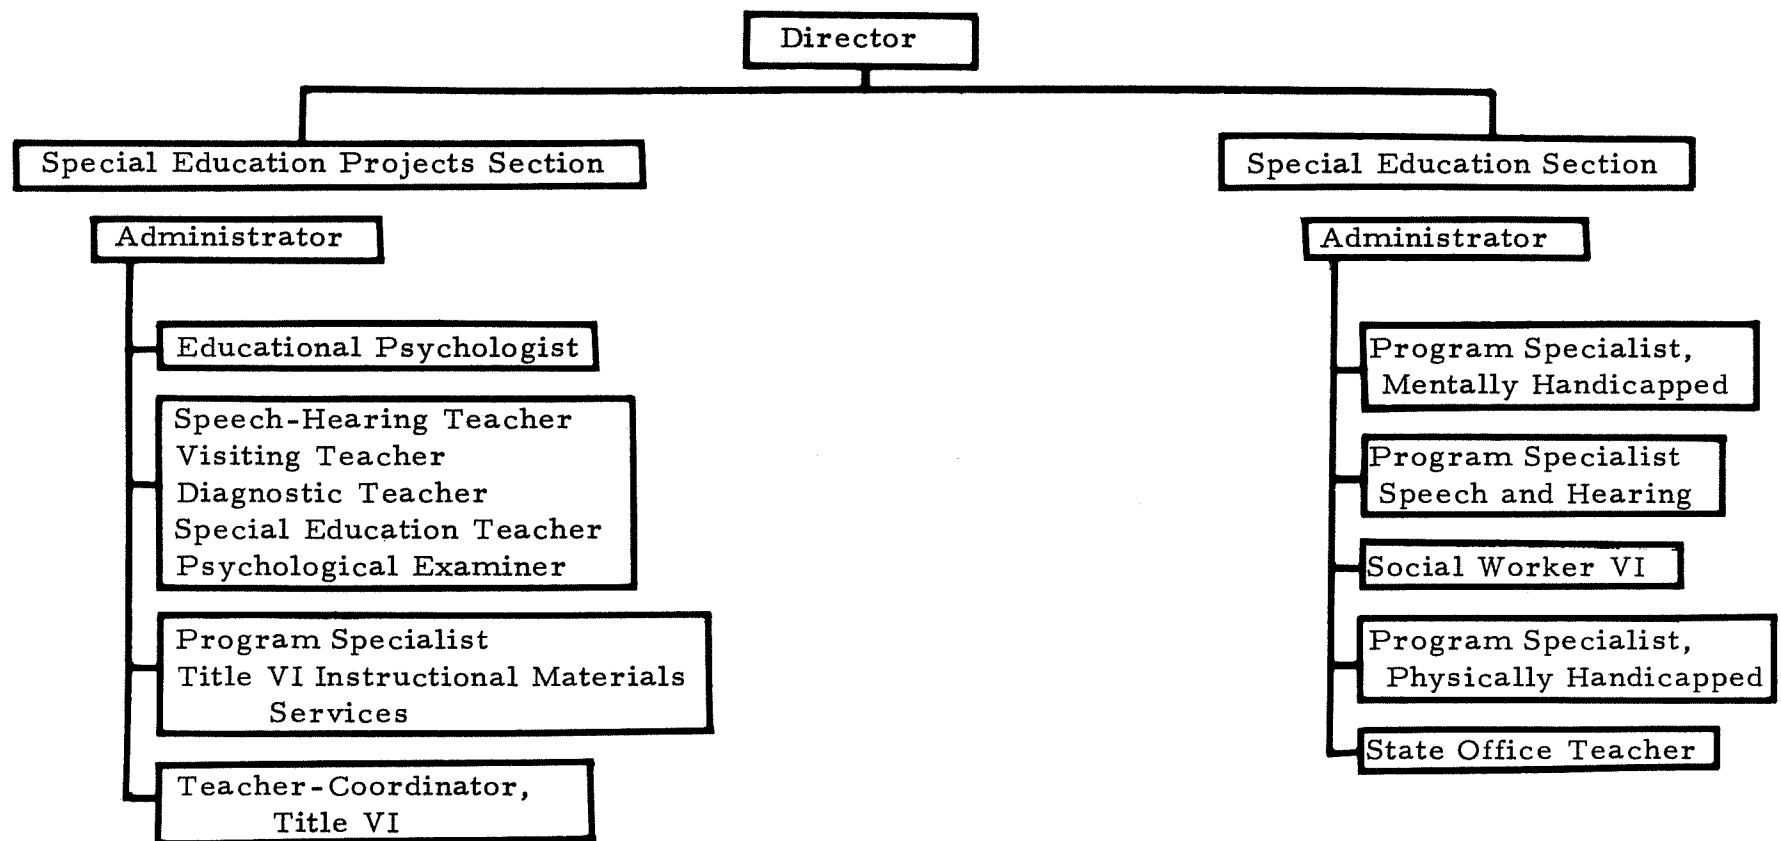 Director
Special Education Projects Section
Administrator
Educational Psychologist
Speech-Hearing Teacher
Visiting Teacher
Diagnostic Teacher
Special Education Teacher
Psychological Examiner
Program Specialist
Title VI Instructional Materials
Services
Teacher-Coordinator,
Title VI
Special Education Section
Administrator
Program Specialist,
Mentally Handicapped
Program Specialist
Speech and Hearing
Social Worker VI
Program Specialist,
Physically Handicapped
State Office Teacher